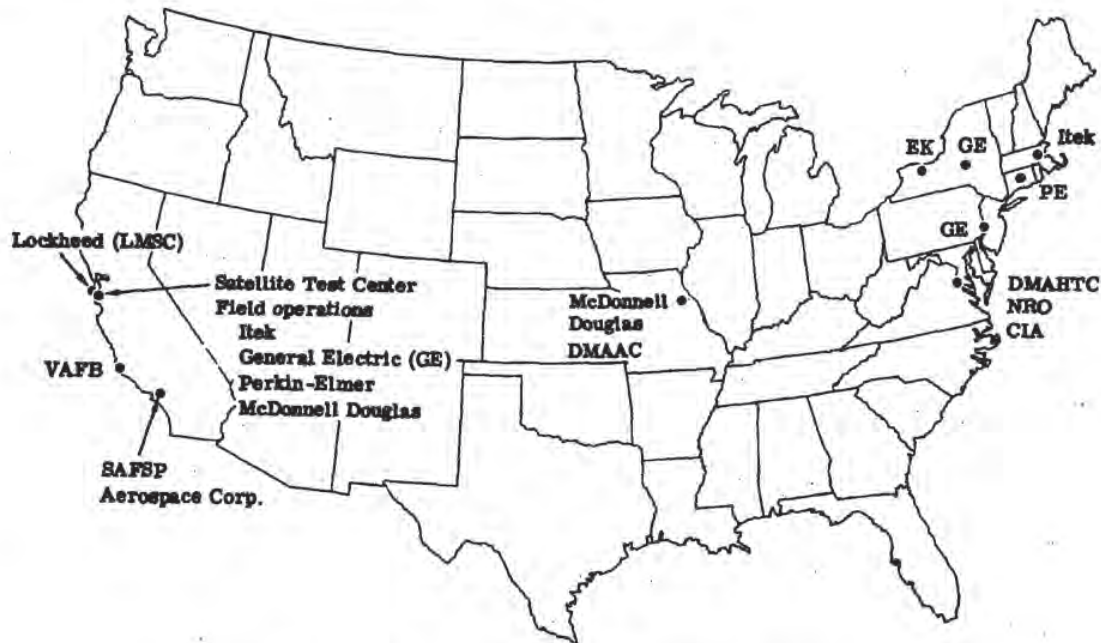 EK
GE
Itek
PE
GE
Lockheed (LMSC)
Satellite Test Center
Field operations
Itek
General Electric (GE)
Perkin-Elmer
McDonnell Douglas
McDonnell
Douglas
DMAAC
DMAHTC
NRO
CIA
VAFB
SAFSP
Aerospace Corp.